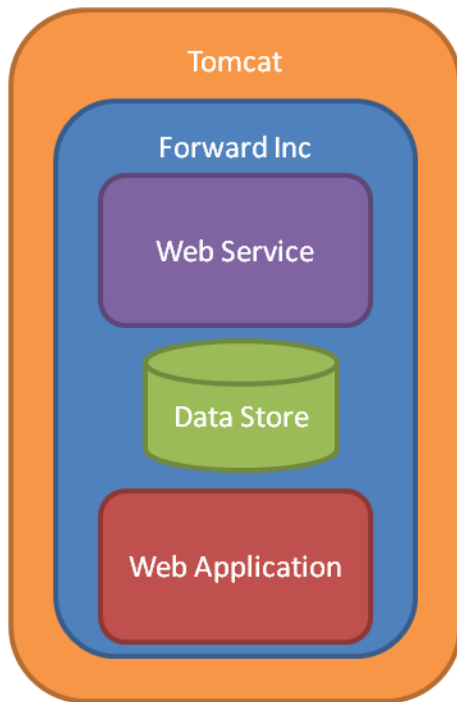 Tomcat
Forward Inc
Web Service
Data Store
Web Application